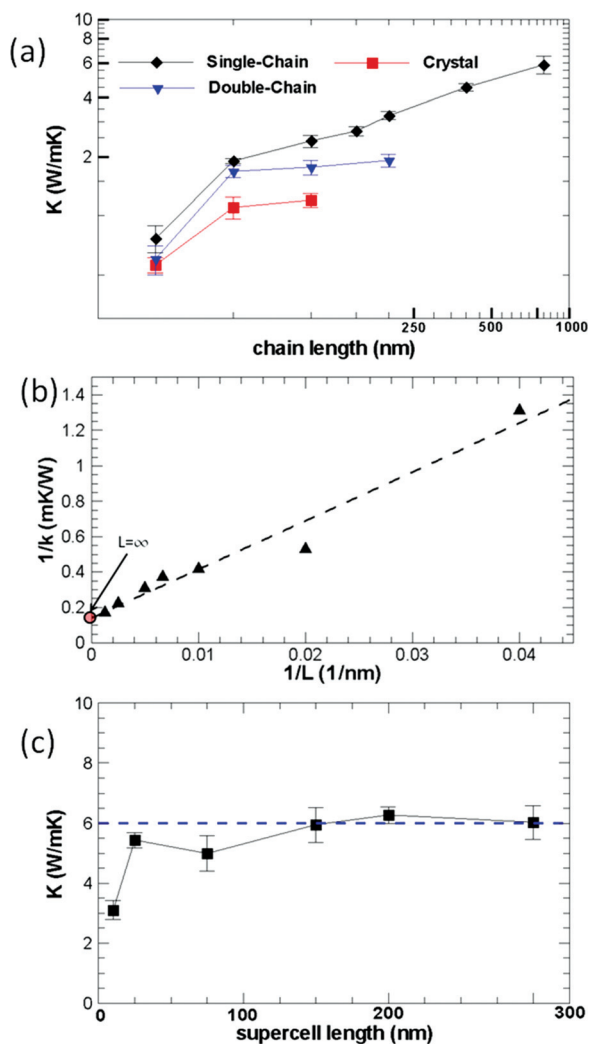 (a)
10
6
4
2
K (W/mK)
Single-Chain
Crystal
Double-Chain
250
500
1000
chain length (nm)
(b)
1.4
1.2
1
0.8
0.6
0.4
0.2
0
1/k (mK/W)
L=∞
0
0.01
0.02
0.03
0.04
1/L (1/nm)
(c)
10
8
6
4
2
0
K (W/mK)
0
100
200
300
supercell length (nm)